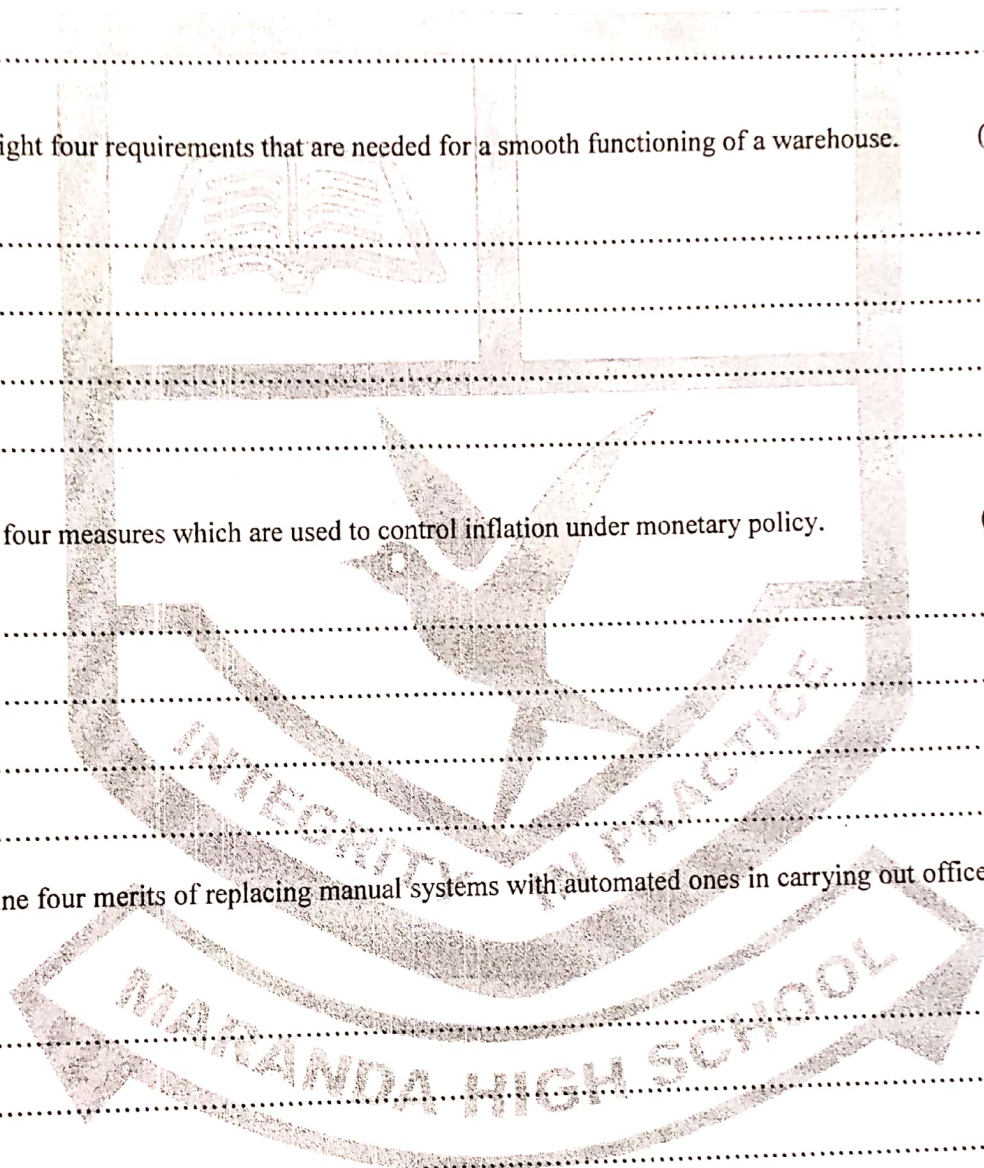 ight four requirements that are needed for a smooth functioning of a warehouse. (
four measures which are used to control inflation under monetary policy. (
INTEGRITY IN PRACTICE
ne four merits of replacing manual systems with automated ones in carrying out office
MARANDA HIGH SCHOOL